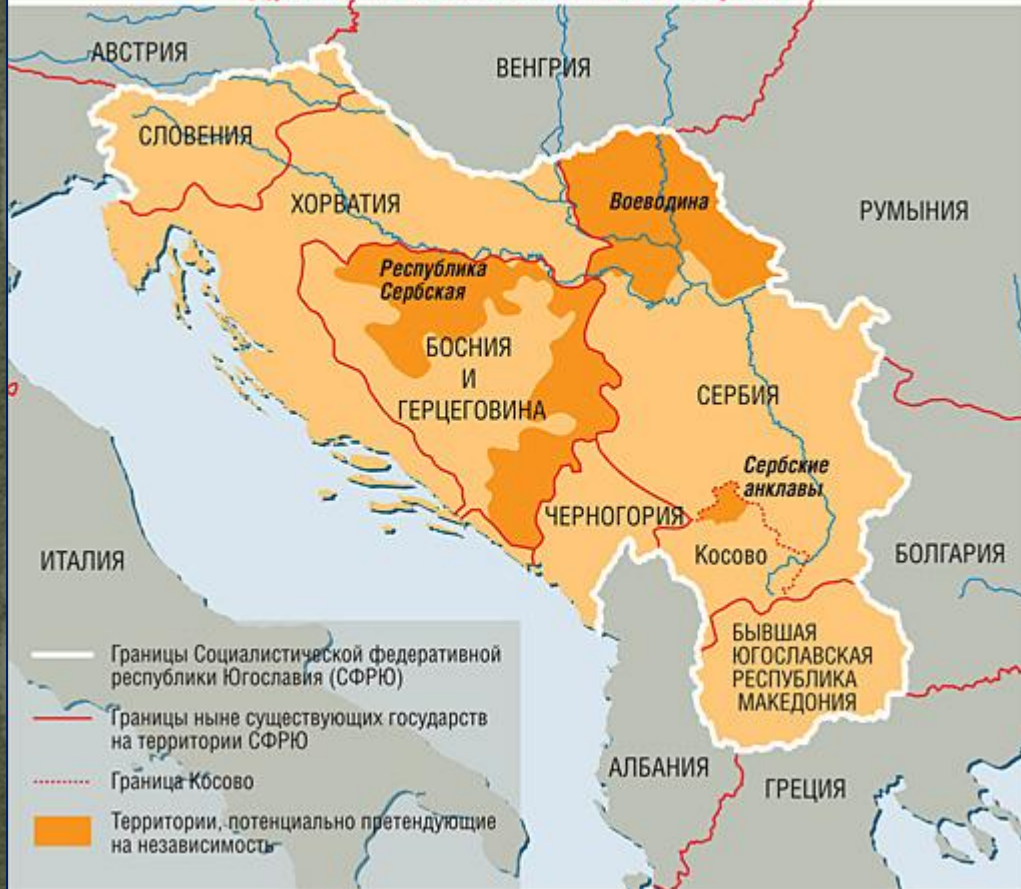 АВСТРИЯ
ВЕНГРИЯ
СЛОВЕНИЯ
ХОРВАТИЯ
Воеводина
РУМЫНИЯ
Республика
Сербская
БОСНИЯ
И
ГЕРЦЕГОВИНА
СЕРБИЯ
Сербские
анклавы
ЧЕРНОГОРИЯ
Косово
ИТАЛИЯ
БОЛГАРИЯ
БЫВШАЯ
ЮГОСЛАВСКАЯ
РЕСПУБЛИКА
МАКЕДОНИЯ
АЛБАНИЯ
ГРЕЦИЯ
Границы Социалистической федеративной
республики Югославия (СФРЮ)
Границы ныне существующих государств
на территории СФРЮ
Граница Косово
Территории, потенциально претендующие
на независимость